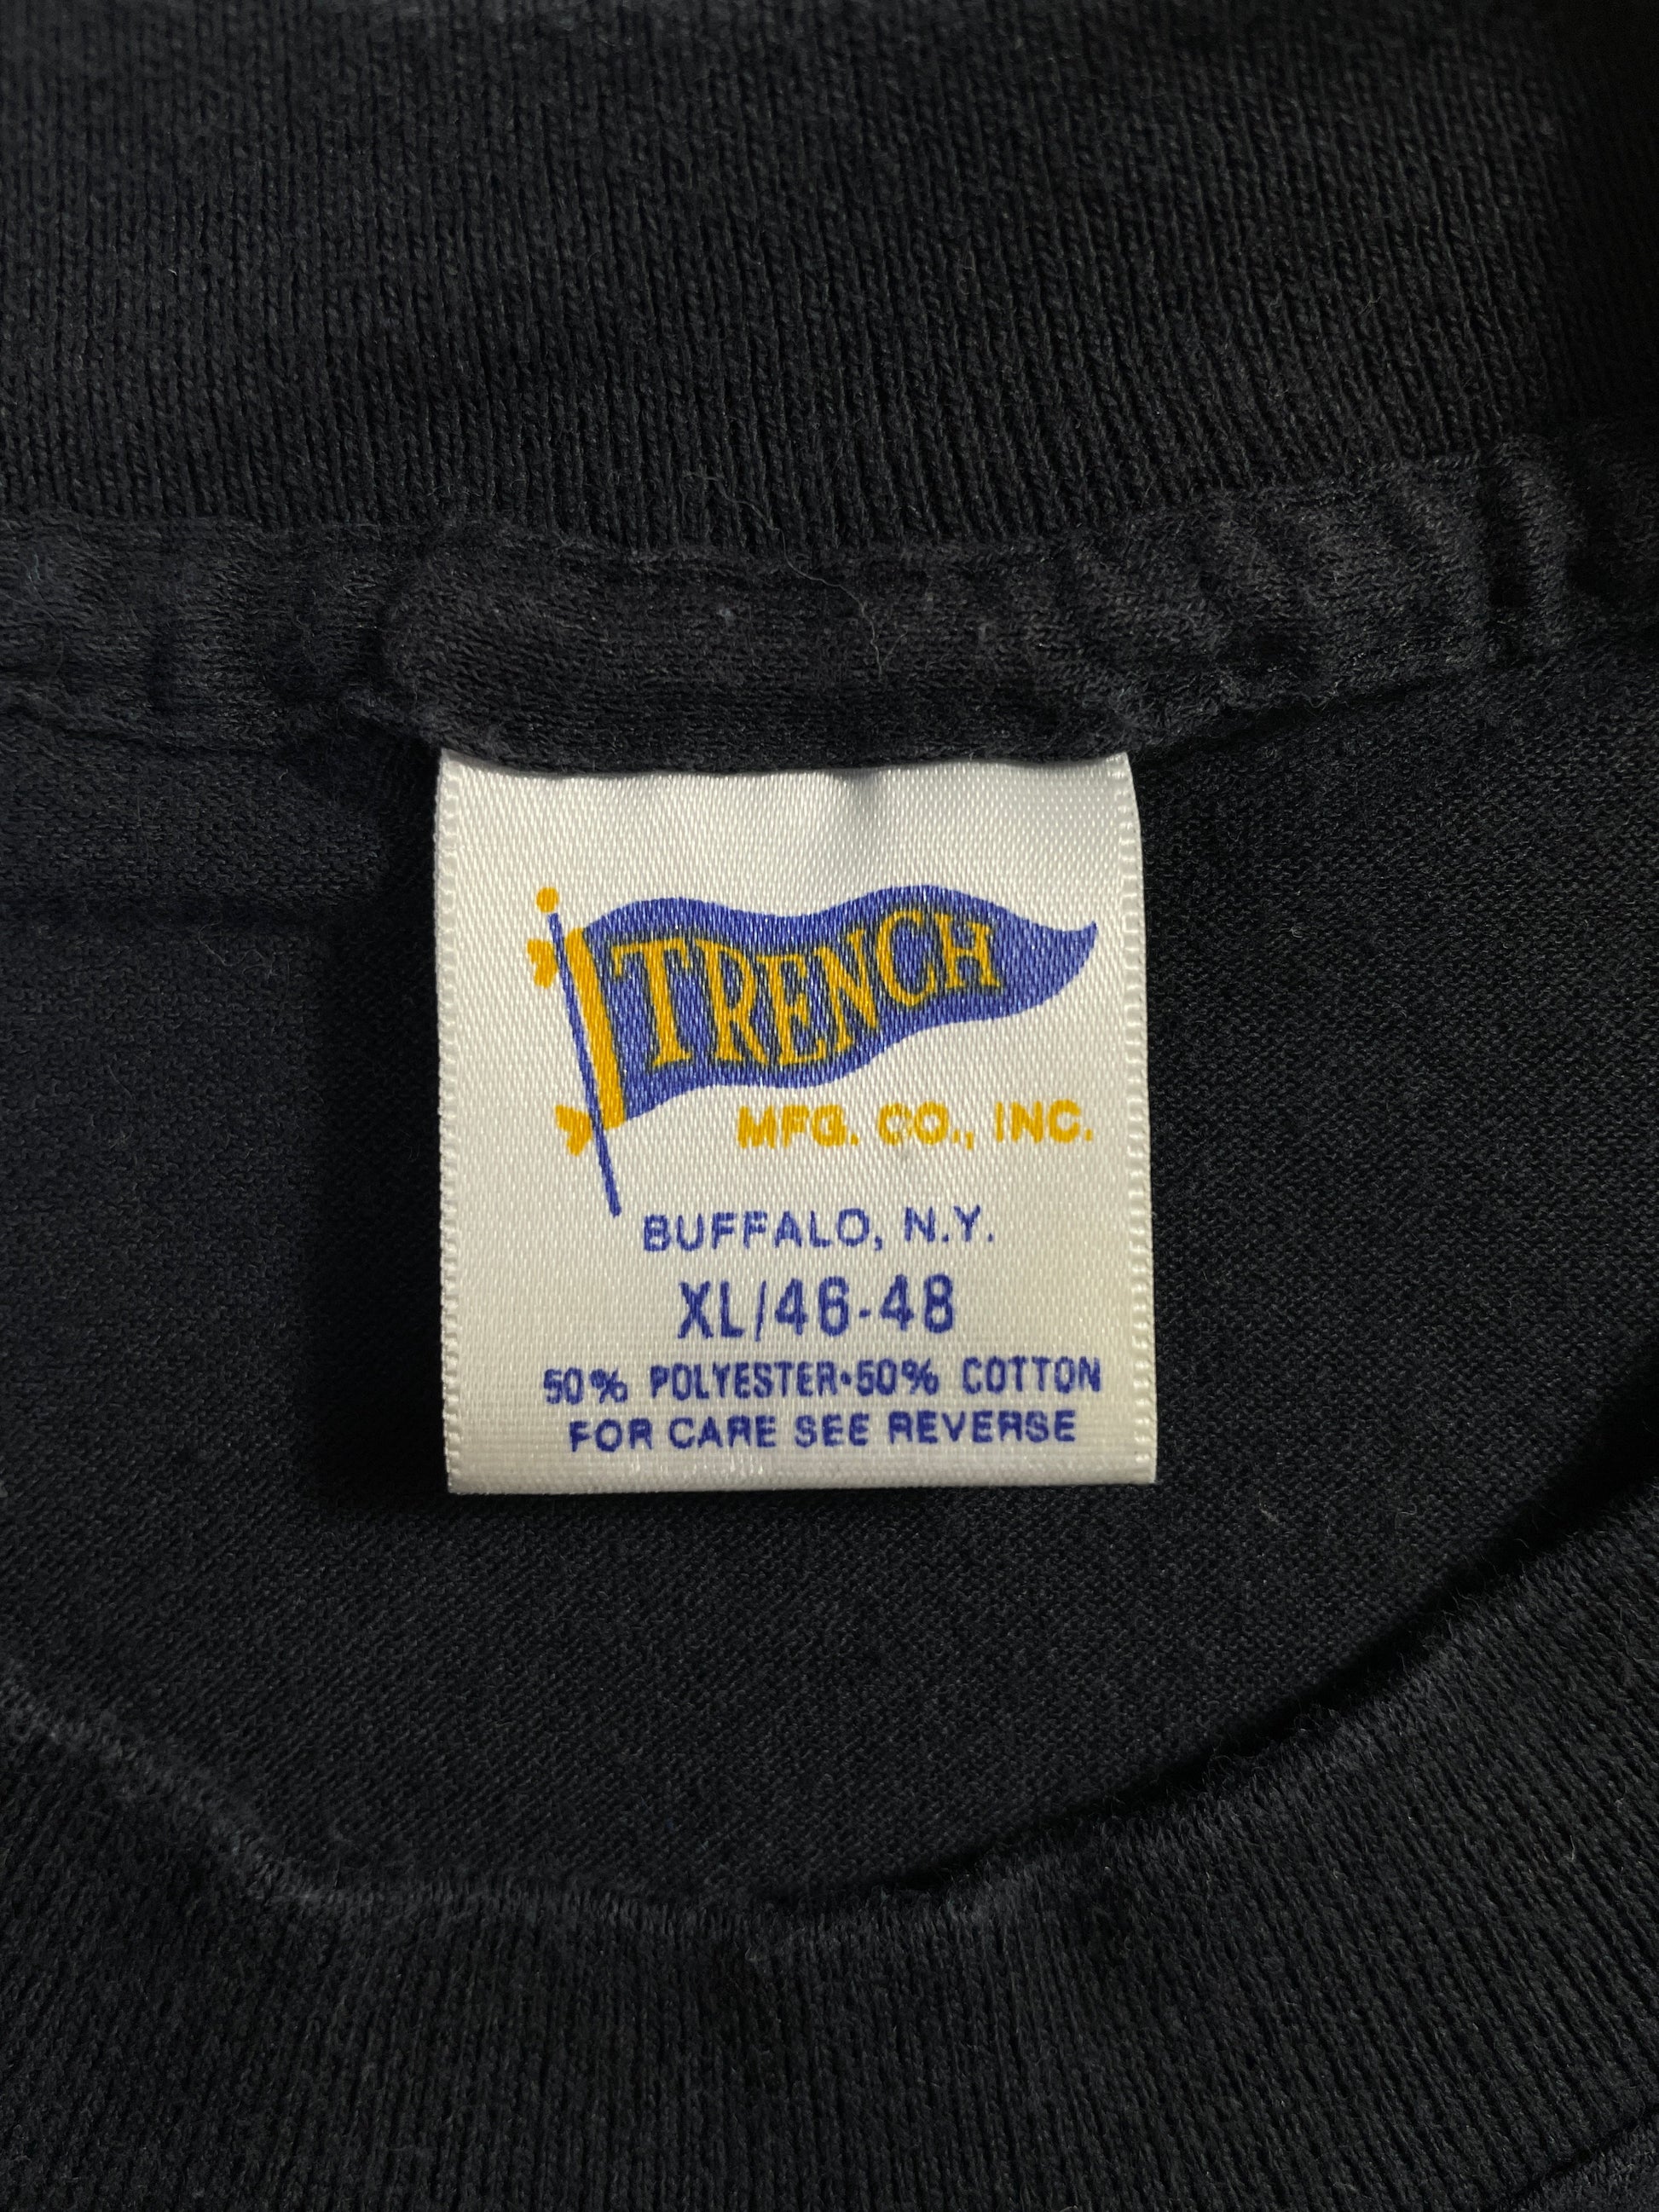 TRENCH
MFG. CO., INC.
BUFFALO, N.Y.
XL/46-48
50% POLYESTER•50% COTTON
FOR CARE SEE REVERSE